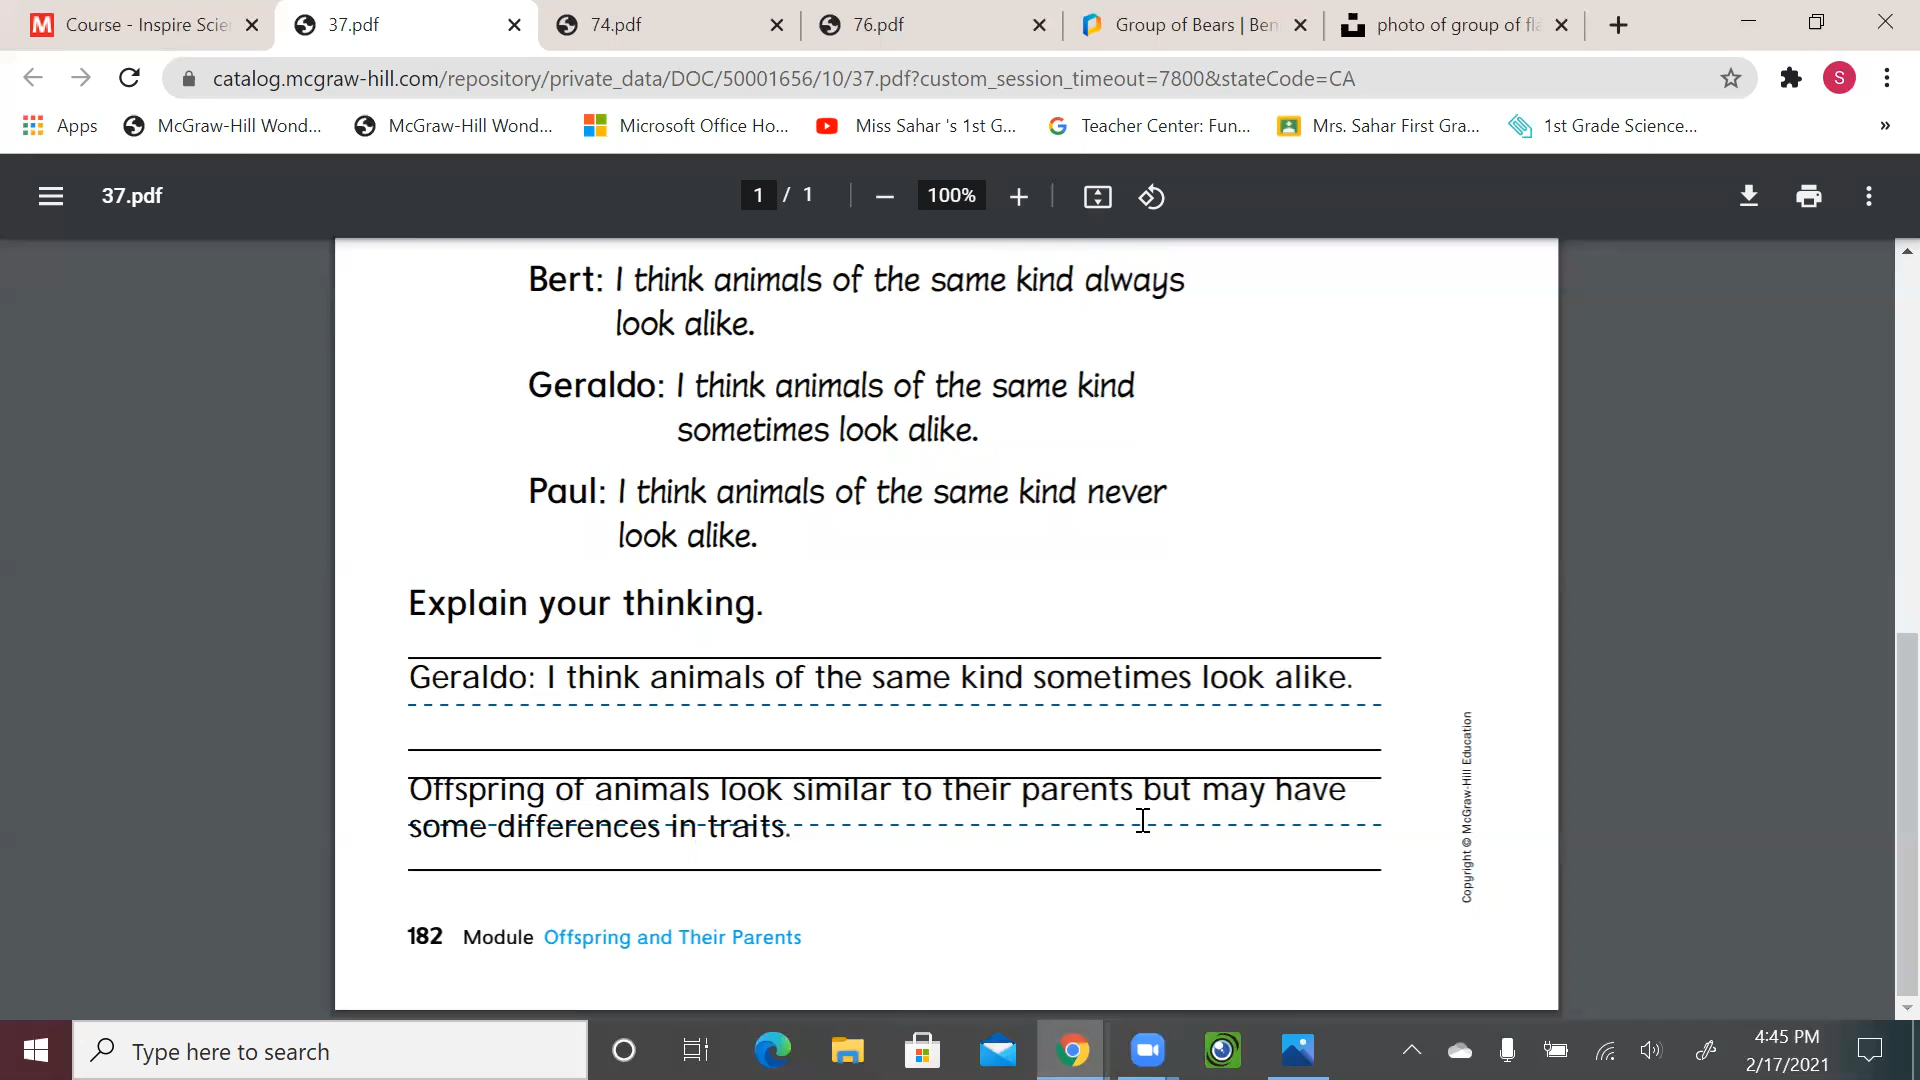 Course - Inspire Scie
37.pdf
74.pdf
76.pdf
Group of Bears | Ben
photo of group of fla
catalog.mcgraw-hill.com/repository/private_data/DOC/50001656/10/37.pdf?custom_session_timeout=7800&stateCode=CA
S
Apps
McGraw-Hill Wond...
McGraw-Hill Wond...
Microsoft Office Ho...
Miss Sahar 's 1st G...
Teacher Center: Fun...
Mrs. Sahar First Gra...
1st Grade Science...
»
37.pdf
1 / 1
100%
Bert: I think animals of the same kind always
look alike.
Geraldo: I think animals of the same kind
sometimes look alike.
Paul: I think animals of the same kind never
look alike.
Explain your thinking.
Geraldo: I think animals of the same kind sometimes look alike.
Offspring of animals look similar to their parents but may have
some differences in traits.
Copyright © McGraw-Hill Education
182 Module Offspring and Their Parents
Type here to search
4:45 PM
2/17/2021